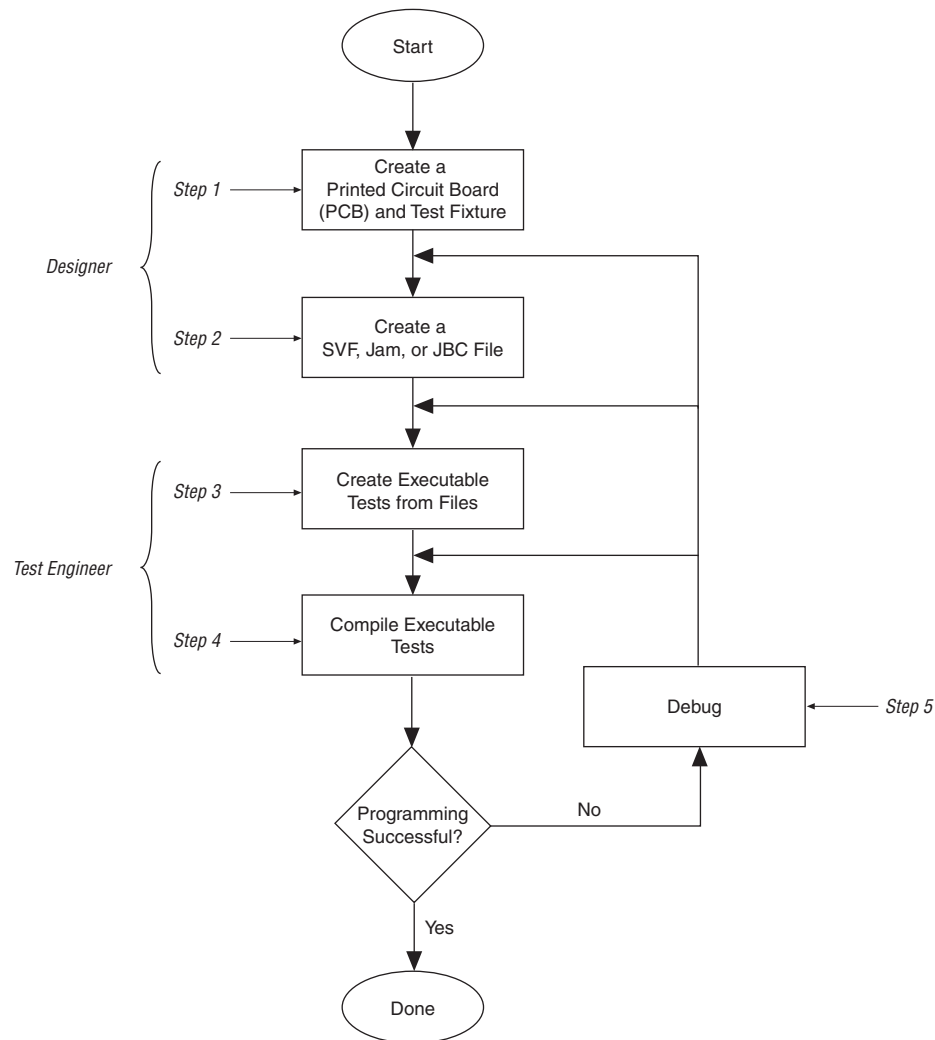 Start
Step 1
Create a
Printed Circuit Board
(PCB) and Test Fixture
Designer
Step 2
Create a
SVF, Jam, or JBC File
Step 3
Create Executable
Tests from Files
Test Engineer
Step 4
Compile Executable
Tests
Debug
Step 5
Programming
Successful?
No
Yes
Done